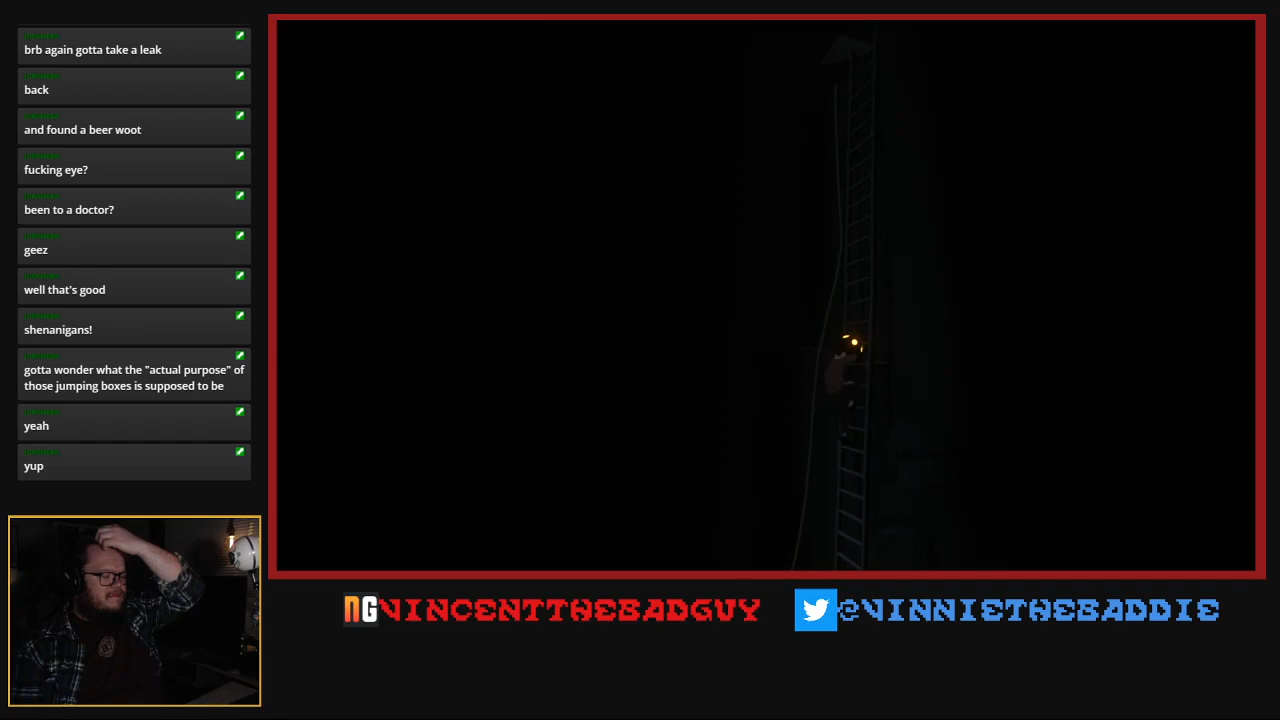 brb again gotta take a leak
back
and found a beer woot
fucking eye?
been to a doctor?
geez
well that's good
shenanigans!
gotta wonder what the "actual purpose" of
those jumping boxes is supposed to be
yeah
yup
NG VINCENTTHEBADGUY
@VINNIETHEBADDIE